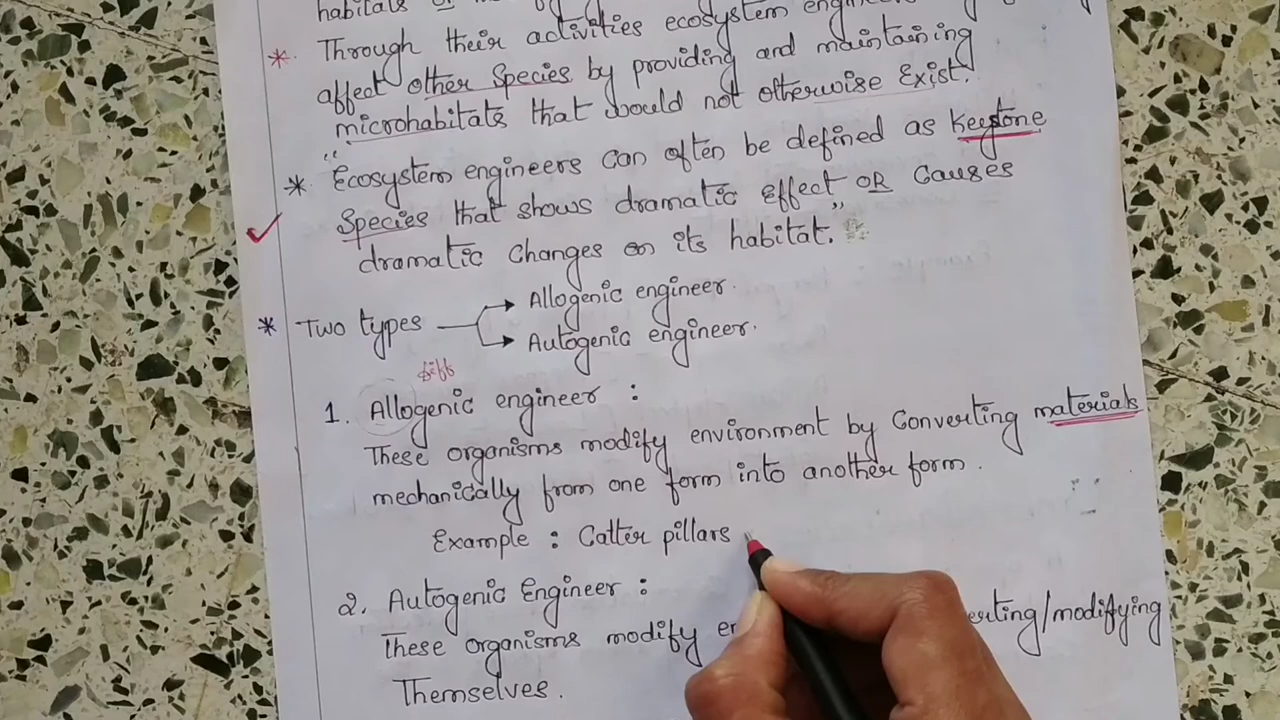 habitats
* Through their activities ecosystem
affect other species by providing and maintaining
microhabitats that would not otherwise Exist.
* "Ecosystem engineers can often be defined as keystone
Species that shows dramatic effect" OR Causes
dramatic Changes on its habitat.
* Two types → Allogenic engineer.
→ Autogenic engineer.
1. Allogenic engineer :
These organisms modify environment by Converting materials
mechanically from one form into another form.
Example : Catter pillars
2. Autogenic Engineer :
These organisms modify /modifying
Themselves.